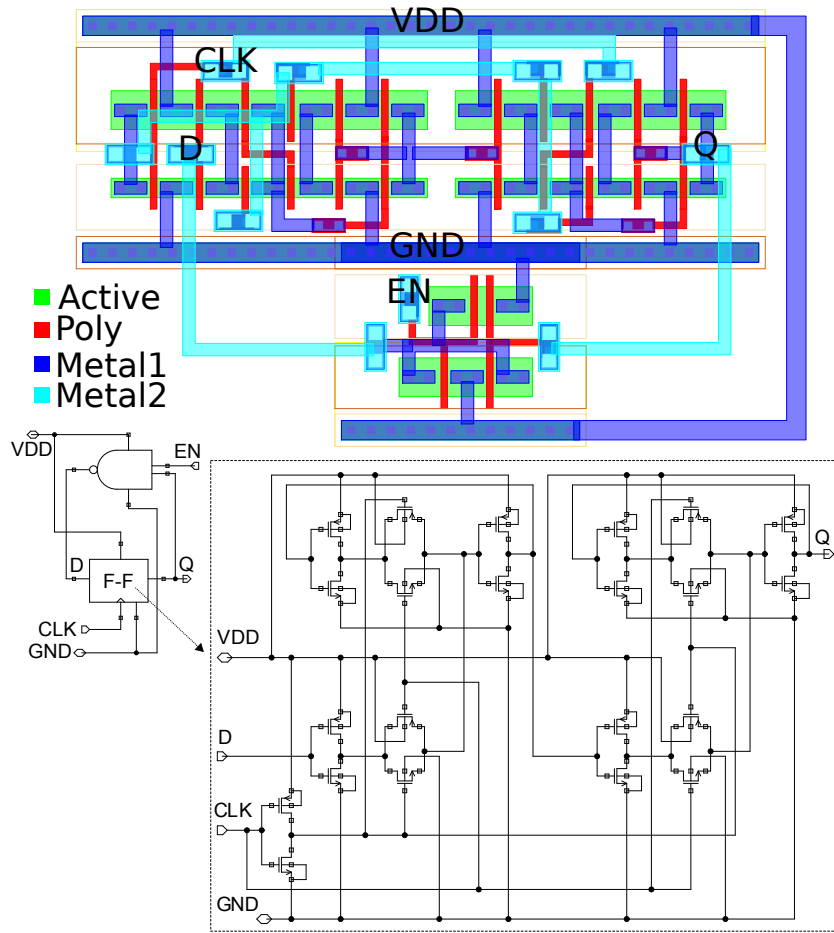 VDD
CLK
D
Q
GND
EN
Active
Poly
Metal1
Metal2
VDD
EN
D
F-F
Q
CLK
GND
Q
VDD
D
CLK
GND